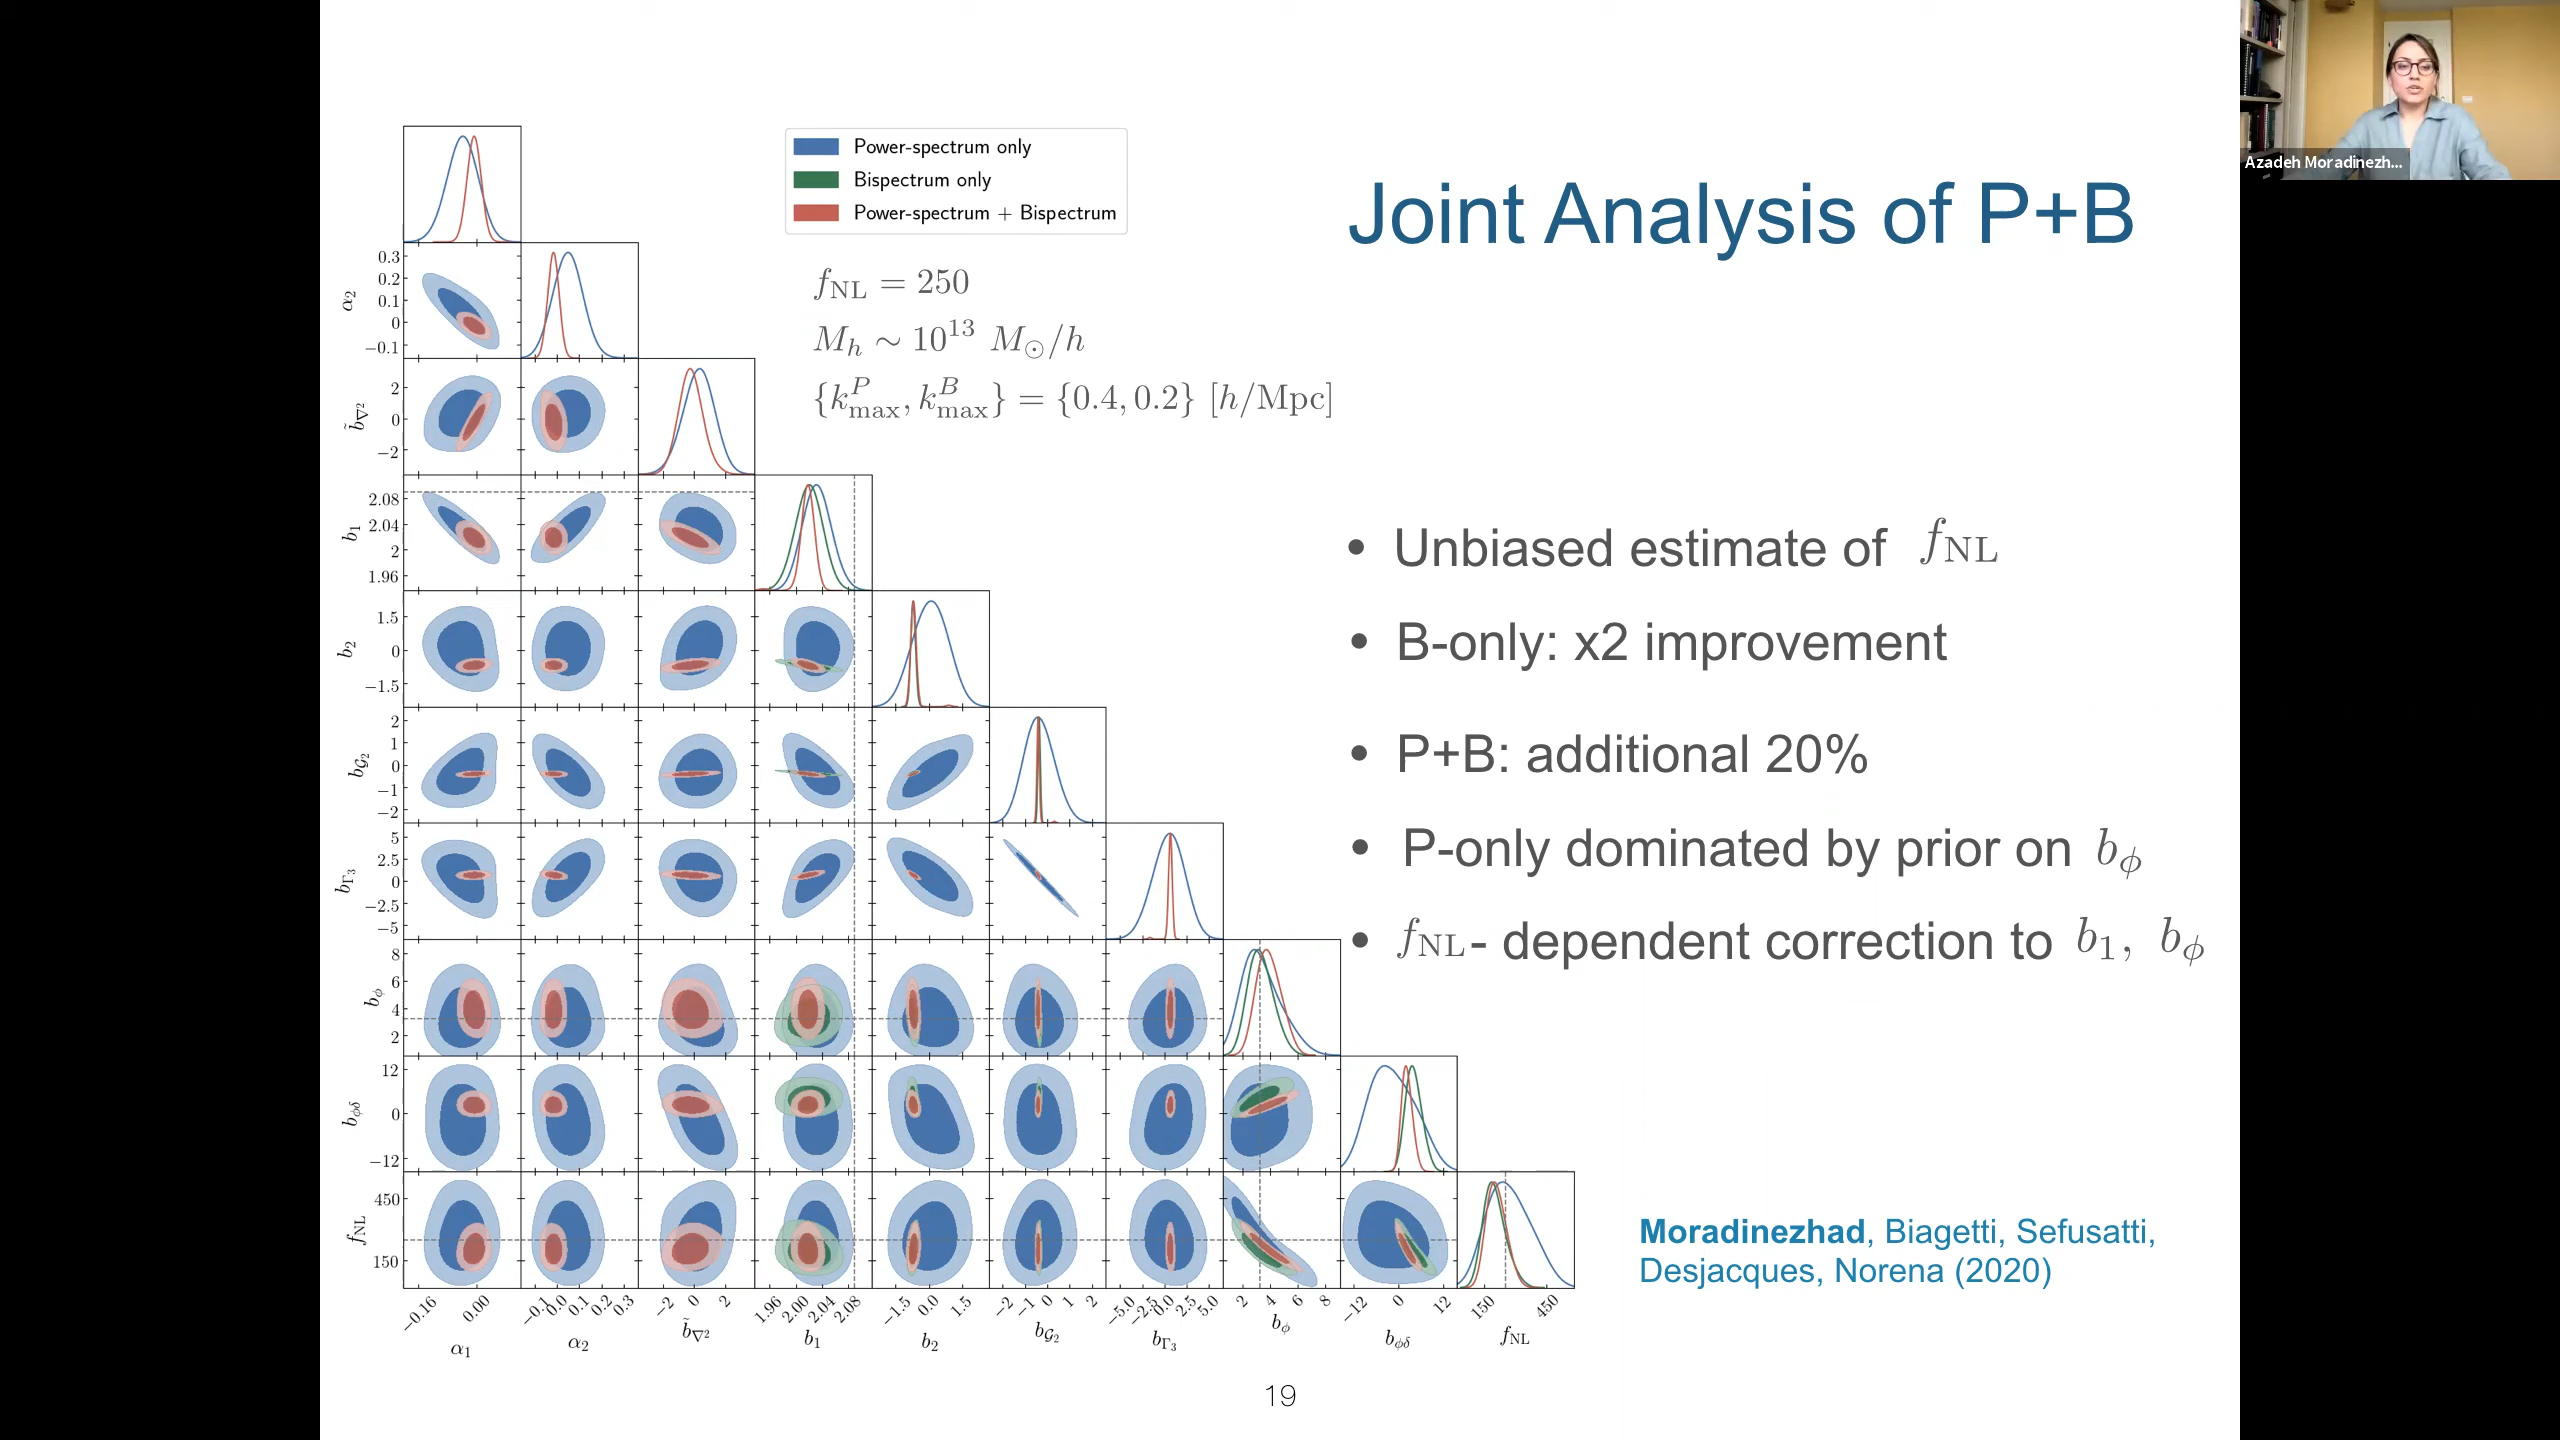 Azadeh Moradinezh...
Joint Analysis of P+B
Power-spectrum only
Bispectrum only
Power-spectrum + Bispectrum
f_NL = 250
M_h ∼ 10^13 M_⊙/h
{k^P_max, k^B_max} = {0.4, 0.2} [h/Mpc]
• Unbiased estimate of f_NL
• B-only: x2 improvement
• P+B: additional 20%
• P-only dominated by prior on b_ϕ
• f_NL- dependent correction to b_1, b_ϕ
Moradinezhad, Biagetti, Sefusatti,
Desjacques, Norena (2020)
α_2
0.3
0.2
0.1
0
−0.1
b̃_∇²
2
0
−2
b_1
2.08
2.04
2
1.96
b_2
1.5
0
−1.5
b_𝒢2
2
1
0
−1
−2
b_Γ3
5
2.5
0
−2.5
−5
b_ϕ
8
6
4
2
b_ϕδ
12
0
−12
f_NL
450
150
−0.16 0.00
−0.1 0.0 0.1 0.2 0.3
−2 0 2
1.96 2.00 2.04 2.08
−1.5 0.0 1.5
−2 −1 0 1 2
−5.0 −2.5 0.0 2.5 5.0
2 4 6 8
−12 0 12
150 450
α_1 α_2 b̃_∇² b_1 b_2 b_𝒢2 b_Γ3 b_ϕ b_ϕδ f_NL
19